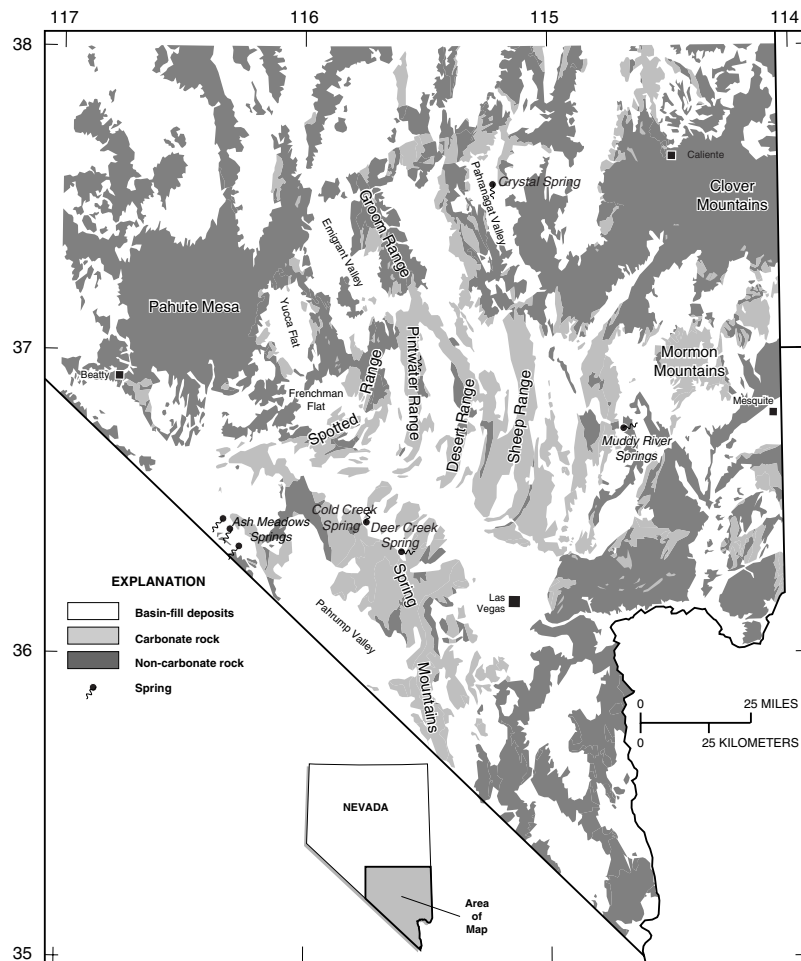 117
116
115
114
38
37
36
35
Caliente
Clover
Mountains
Crystal Spring
Pahranagat Valley
Groom Range
Emigrant Valley
Pahute Mesa
Yucca Flat
Beatty
Frenchman
Flat
Spotted
Range
Pintwater Range
Desert Range
Sheep Range
Mormon
Mountains
Mesquite
Muddy River
Springs
Ash Meadows
Springs
Cold Creek
Spring
Deer Creek
Spring
Spring
Mountains
Las
Vegas
Pahrump Valley
EXPLANATION
Basin-fill deposits
Carbonate rock
Non-carbonate rock
Spring
0
25 MILES
0
25 KILOMETERS
NEVADA
Area
of
Map